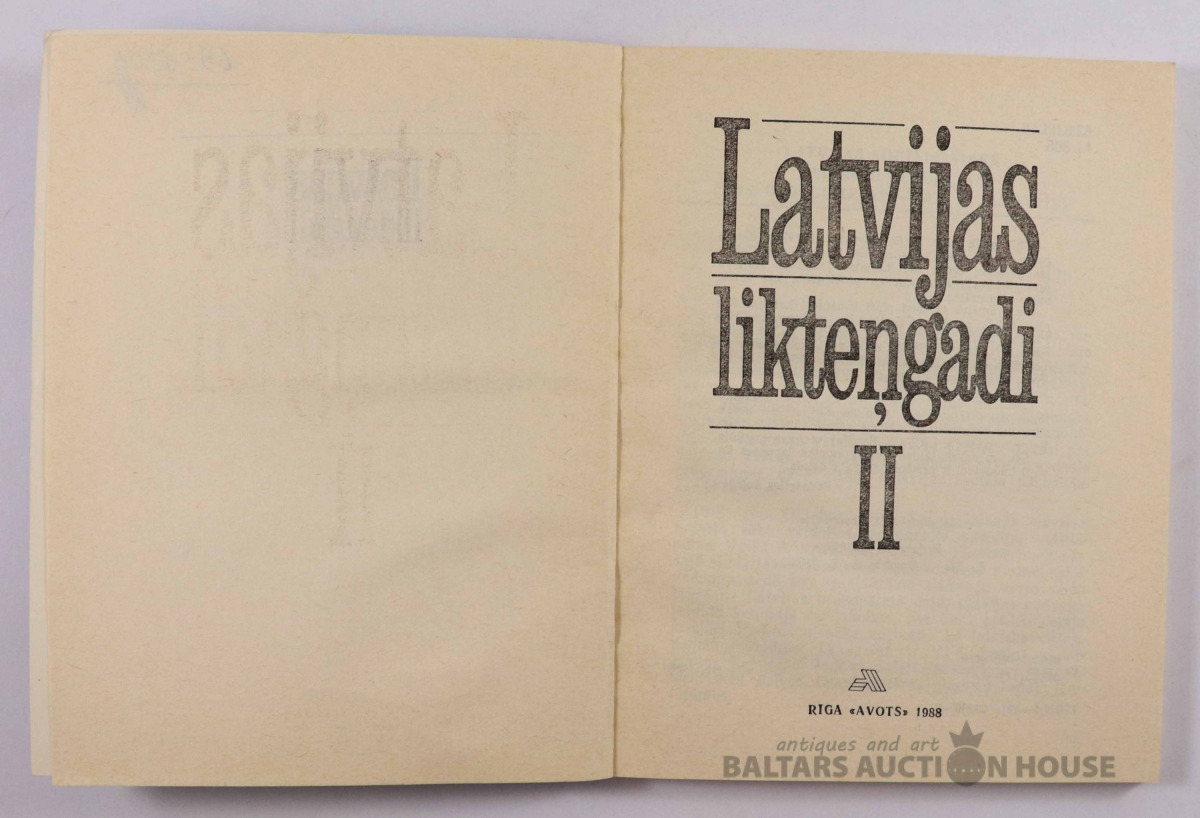 Latvijas
likteņgadi
II
RIGA «AVOTS» 1988
antiques and art
BALTARS AUCTION HOUSE